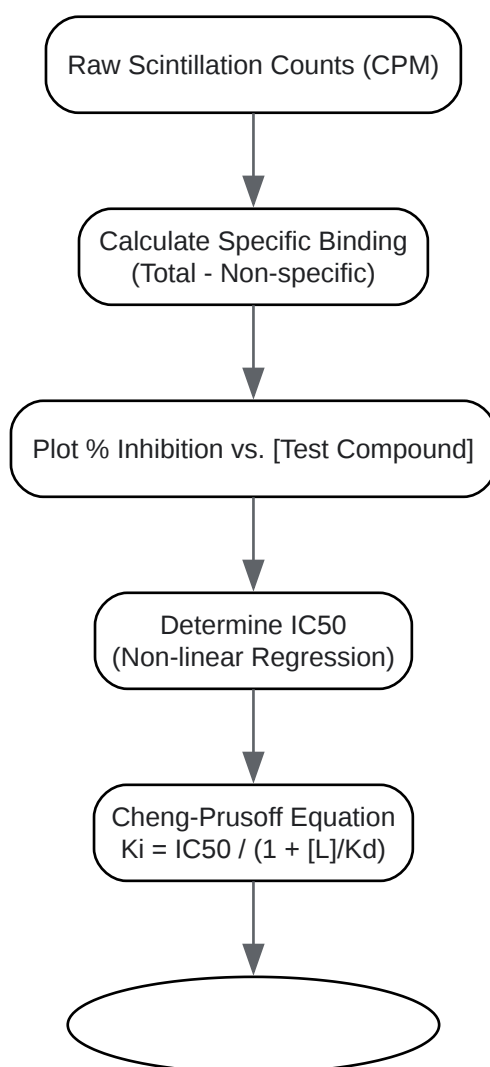 Raw Scintillation Counts (CPM)
Calculate Specific Binding
(Total - Non-specific)
Plot % Inhibition vs. [Test Compound]
Determine IC50
(Non-linear Regression)
Cheng-Prusoff Equation
Ki = IC50 / (1 + [L]/Kd)